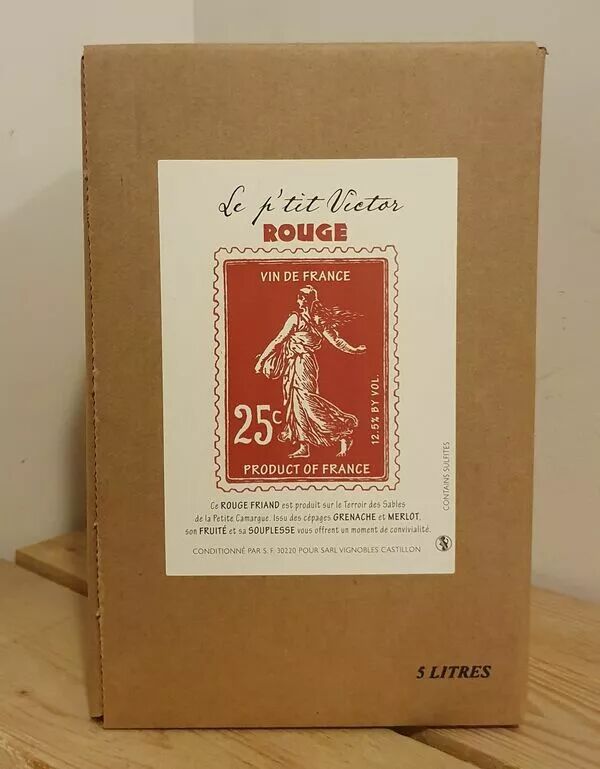 Le p'tit Victor
ROUGE
VIN DE FRANCE
25c
12.5% BY VOL.
PRODUCT OF FRANCE
CONTAINS SULFITES
Ce ROUGE FRIAND est produit sur le Terroir des Sables
de la Petite Camargue. Issu des cépages GRENACHE et MERLOT,
son FRUITÉ et sa SOUPLESSE vous offrent un moment de convivialité.
CONDITIONNÉ PAR S. F. 30220 POUR SARL VIGNOBLES CASTILLON
5 LITRES